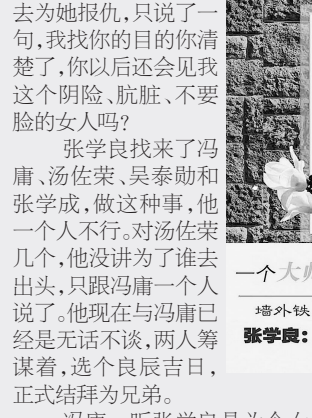 去为她报仇,只说了一
句,我找你的目的你清
楚了,你以后还会见我
这个阴险、肮脏、不要
脸的女人吗?
张学良找来了冯
庸、汤佐荣、吴泰勋和
张学成,做这种事,他
一个人不行。对汤佐荣
几个,他没讲为了谁去
出头,只跟冯庸一个人
说了。他现在与冯庸已
经是无话不谈,两人筹
谋着,选个良辰吉日,
正式结拜为兄弟。
一个大师
墙外铁
张学良: